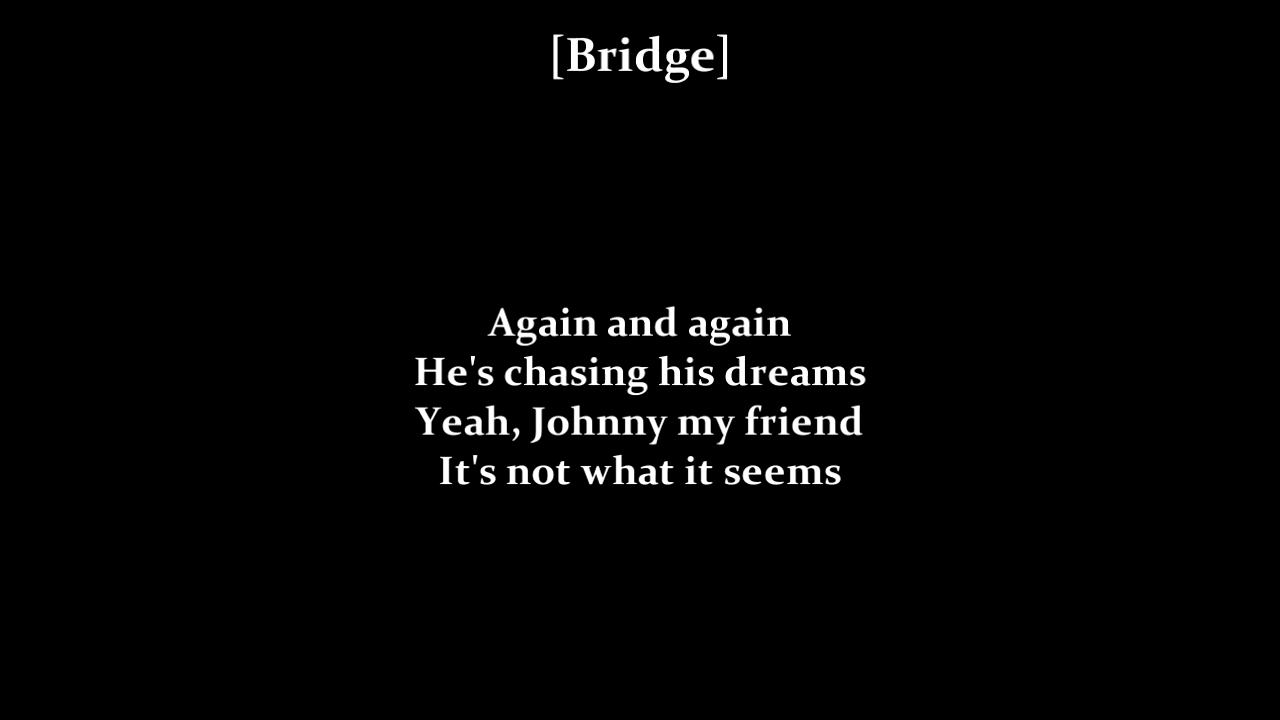 [Bridge]
Again and again
He's chasing his dreams
Yeah, Johnny my friend
It's not what it seems